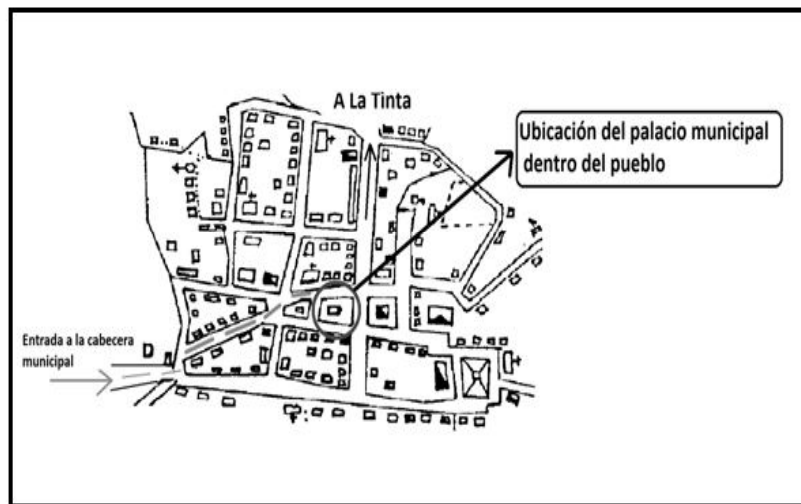 A La Tinta
Ubicación del palacio municipal
dentro del pueblo
Entrada a la cabecera
municipal